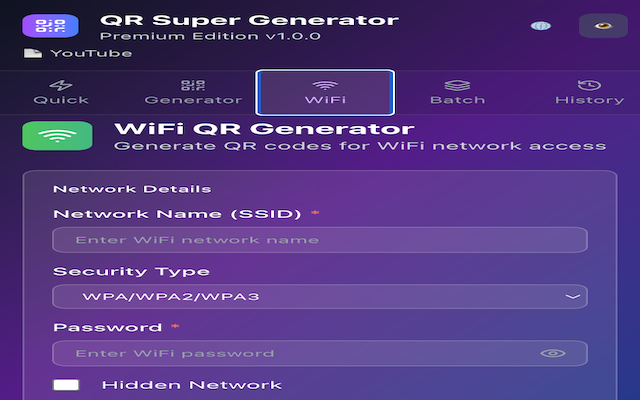 QR Super Generator
Premium Edition v1.0.0
YouTube
Quick
Generator
WiFi
Batch
History
WiFi QR Generator
Generate QR codes for WiFi network access
Network Details
Network Name (SSID) *
Enter WiFi network name
Security Type
WPA/WPA2/WPA3
Password *
Enter WiFi password
Hidden Network